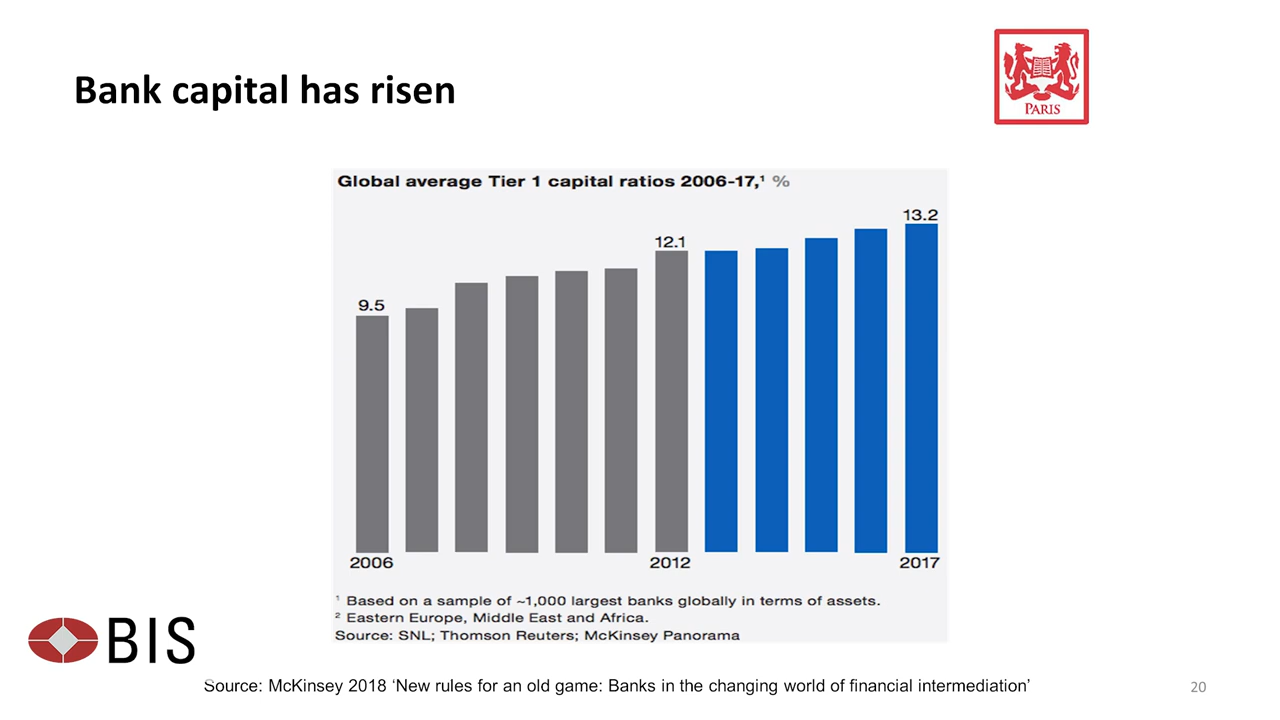 Bank capital has risen
PARIS
Global average Tier 1 capital ratios 2006-17,¹ %
13.2
12.1
9.5
2006 2012 2017
¹ Based on a sample of ~1,000 largest banks globally in terms of assets.
² Eastern Europe, Middle East and Africa.
Source: SNL; Thomson Reuters; McKinsey Panorama
BIS
Source: McKinsey 2018 ‘New rules for an old game: Banks in the changing world of financial intermediation’
20